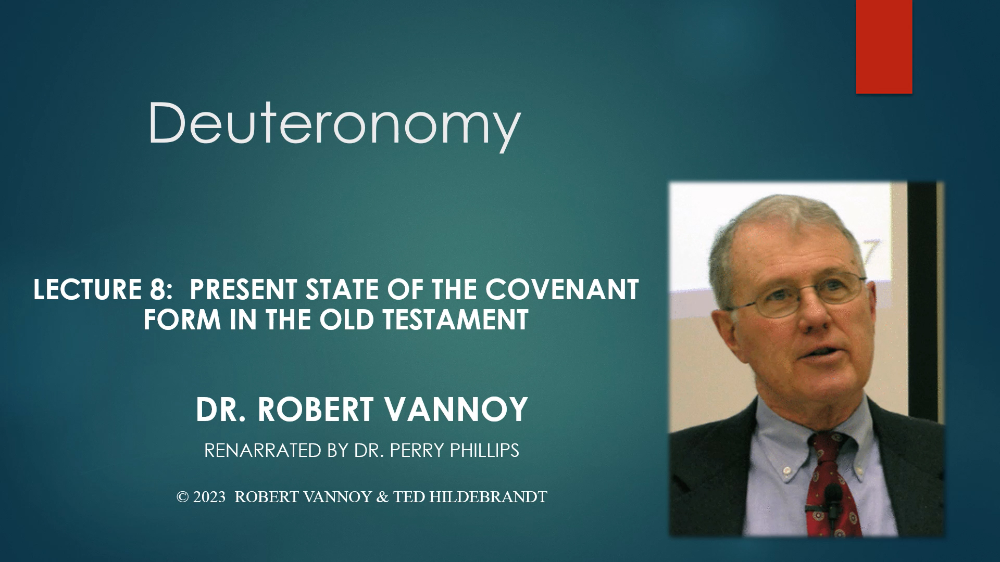 Deuteronomy
LECTURE 8:  PRESENT STATE OF THE COVENANT
FORM IN THE OLD TESTAMENT
7
DR. ROBERT VANNOY
RENARRATED BY DR. PERRY PHILLIPS
© 2023  ROBERT VANNOY & TED HILDEBRANDT